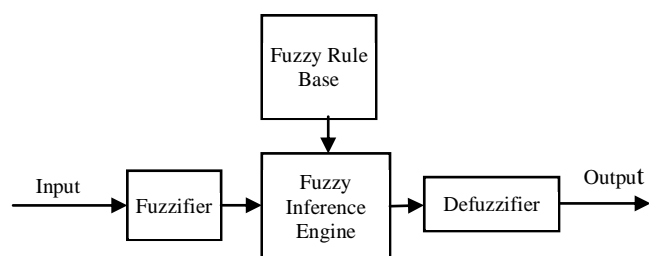 Fuzzy Rule
Base
Input
Fuzzifier
Fuzzy
Inference
Engine
Defuzzifier
Output